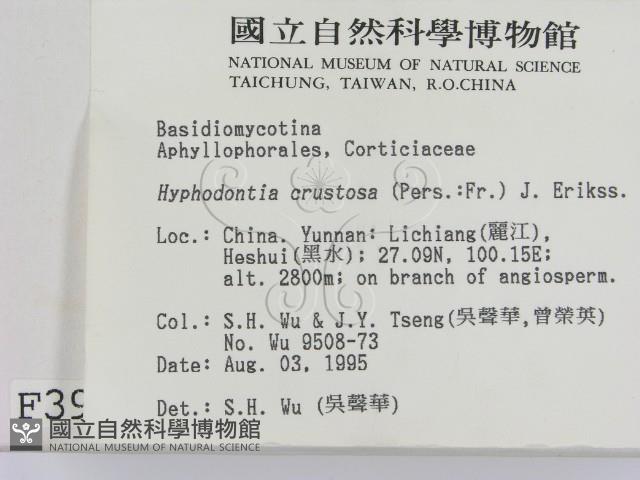 國立自然科學博物館
NATIONAL MUSEUM OF NATURAL SCIENCE
TAICHUNG, TAIWAN, R.O.CHINA
Basidiomycotina
Aphyllophorales, Corticiaceae
Hyphodontia crustosa (Pers.:Fr.) J. Erikss.
Loc.: China. Yunnan: Lichiang(麗江),
Heshui(黑水); 27.09N, 100.15E;
alt. 2800m; on branch of angiosperm.
Col.: S.H. Wu & J.Y. Tseng(吳聲華,曾榮英)
No. Wu 9508-73
Date: Aug. 03, 1995
Det.: S.H. Wu (吳聲華)
F39
國立自然科學博物館
NATIONAL MUSEUM OF NATURAL SCIENCE